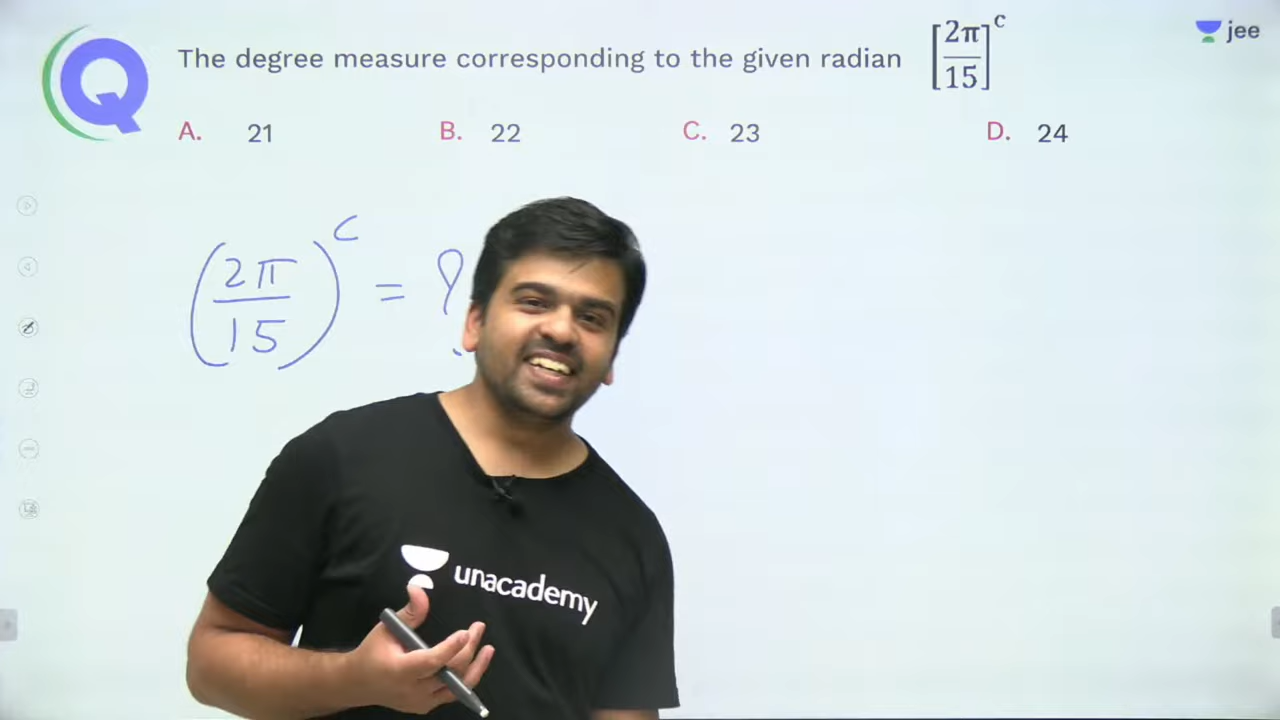 The degree measure corresponding to the given radian [2π/15]ᶜ
jee
A. 21 B. 22 C. 23 D. 24
(2π/15)ᶜ = ?
unacademy